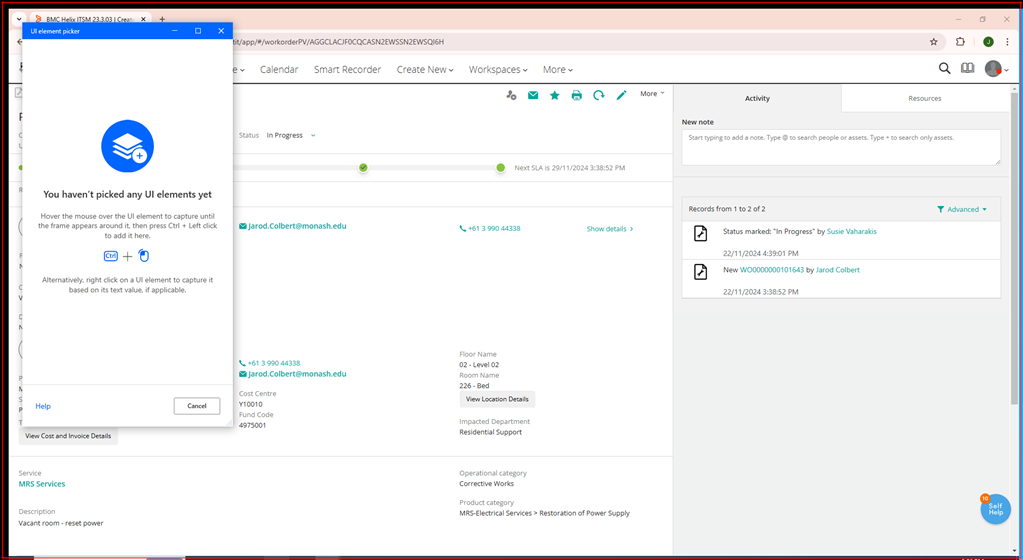 BMC Helix ITSM 23.3.03 | Creat
UI element picker
tit/app/#/workorderPV/AGGCLACJF0CQCASN2EWSSN2EWSQI6H
J
Calendar
Smart Recorder
Create New
Workspaces
More
More
Status
In Progress
Next SLA is 29/11/2024 3:38:52 PM
You haven't picked any UI elements yet
Hover the mouse over the UI element to capture until
the frame appears around it, then press Ctrl + Left click
to add it here.
Ctrl +
Alternatively, right click on a UI element to capture it
based on its text value, if applicable.
Help
Cancel
Jarod.Colbert@monash.edu
+61 3 990 44338
Show details
+61 3 990 44338
Jarod.Colbert@monash.edu
Cost Centre
Y10010
Fund Code
4975001
Floor Name
02 - Level 02
Room Name
226 - Bed
View Location Details
Impacted Department
Residential Support
View Cost and Invoice Details
Service
MRS Services
Description
Vacant room - reset power
Operational category
Corrective Works
Product category
MRS-Electrical Services > Restoration of Power Supply
Activity
Resources
New note
Start typing to add a note. Type @ to search people or assets. Type + to search only assets.
Records from 1 to 2 of 2
Advanced
Status marked: "In Progress" by Susie Vaharakis
22/11/2024 4:39:01 PM
New WO0000000101643 by Jarod Colbert
22/11/2024 3:38:52 PM
10
Self
Help